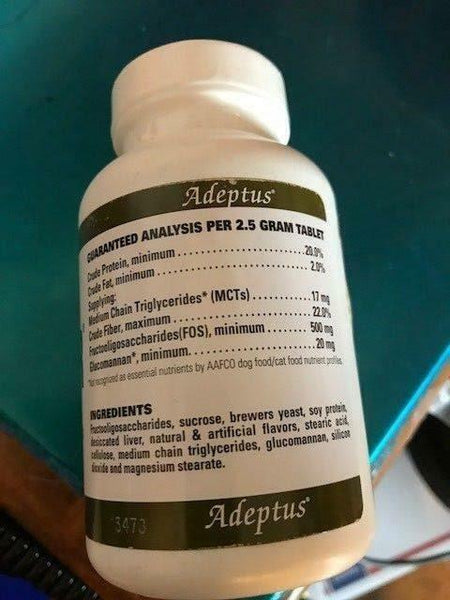 Adeptus®
GUARANTEED ANALYSIS PER 2.5 GRAM TABLET
Crude Protein, minimum ........................ 20.0%
Crude Fat, minimum ........................ 2.0%
Supplying:
Medium Chain Triglycerides* (MCTs) ............ 17 mg
Crude Fiber, maximum ........................ 22.0%
Fructooligosaccharides(FOS), minimum ............ 500 mg
Glucomannan*, minimum ........................ 20 mg
*Not recognized as essential nutrients by AAFCO dog food/cat food nutrient profiles.
INGREDIENTS
Fructooligosaccharides, sucrose, brewers yeast, soy protein,
desiccated liver, natural & artificial flavors, stearic acid,
cellulose, medium chain triglycerides, glucomannan, silicon
dioxide and magnesium stearate.
3473
Adeptus®